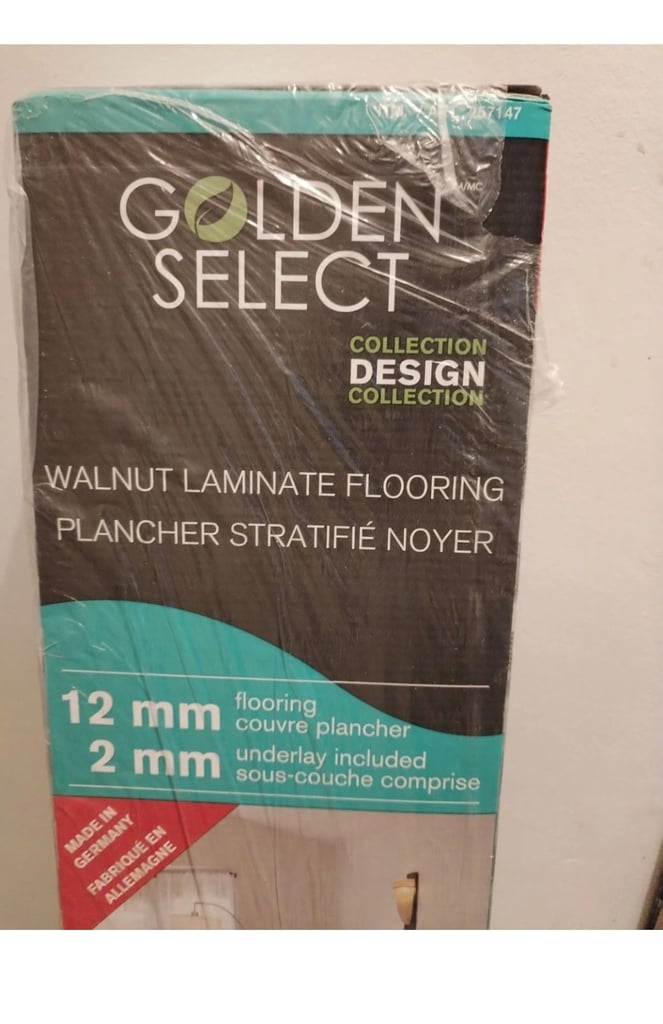 257147
GOLDEN
SELECT
COLLECTION
DESIGN
COLLECTION
WALNUT LAMINATE FLOORING
PLANCHER STRATIFIÉ NOYER
12 mm flooring
couvre plancher
2 mm underlay included
sous-couche comprise
MADE IN
GERMANY
FABRIQUÉ EN
ALLEMAGNE